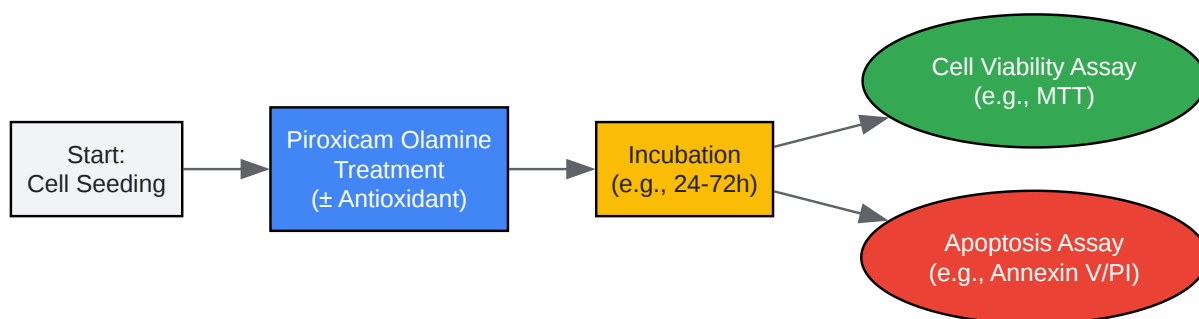 Start:
Cell Seeding
Piroxicam Olamine
Treatment
(± Antioxidant)
Incubation
(e.g., 24-72h)
Cell Viability Assay
(e.g., MTT)
Apoptosis Assay
(e.g., Annexin V/PI)